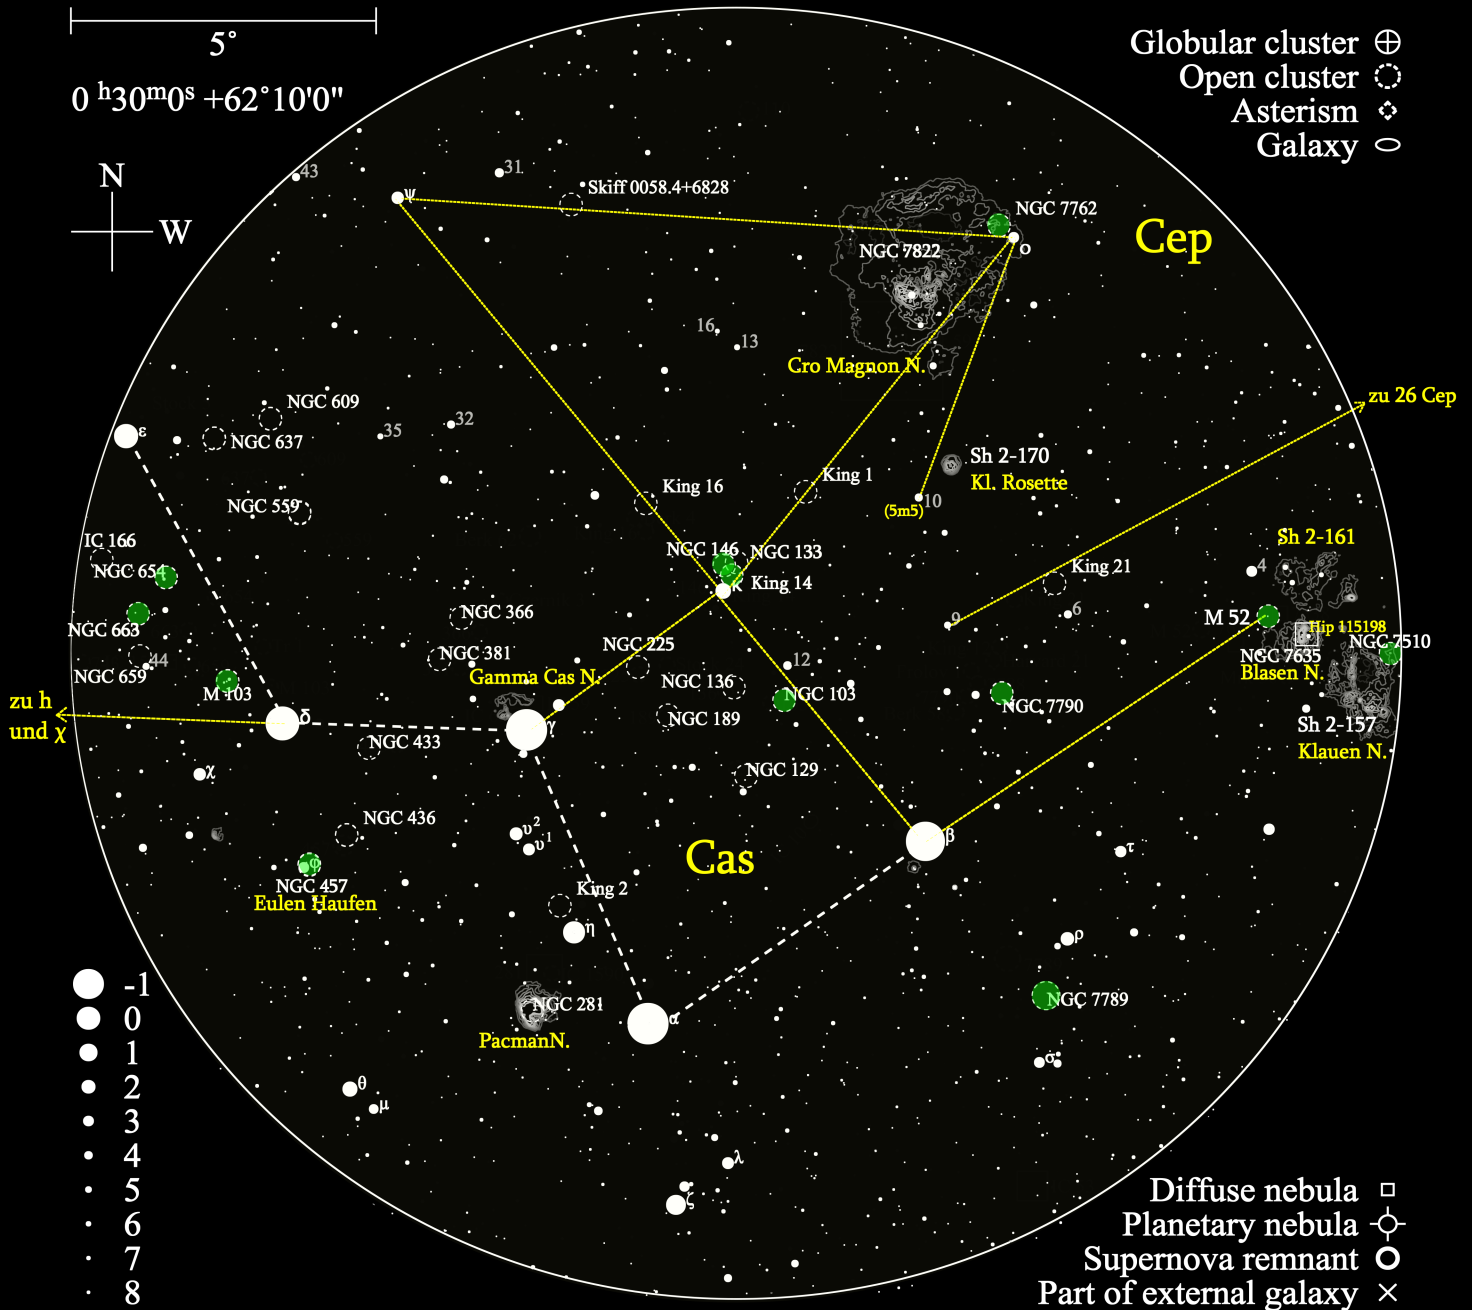 5°
0 ʰ30ᵐ0ˢ +62°10'0"
Globular cluster
Open cluster
Asterism
Galaxy
N
W
43
31
ψ
Skiff 0058.4+6828
NGC 7762
Cep
NGC 7822
ο
16
13
Cro Magnon N.
zu 26 Cep
NGC 609
ε
NGC 637
35
32
Sh 2-170
Kl. Rosette
King 16
King 1
10
(5m5)
NGC 559
IC 166
NGC 654
NGC 146
NGC 133
κ
King 14
Sh 2-161
4
King 21
6
9
NGC 663
NGC 366
M 52
Hip 115198
NGC 7510
NGC 7635
Blasen N.
44
NGC 659
NGC 381
NGC 225
12
Gamma Cas N.
M 103
NGC 136
NGC 103
NGC 7790
zu h
und χ
δ
γ
NGC 189
Sh 2-157
Klauen N.
NGC 433
χ
NGC 129
NGC 436
υ²
υ¹
β
τ
Cas
φ
NGC 457
Eulen Haufen
King 2
η
ρ
NGC 281
PacmanN.
α
NGC 7789
σ
θ
μ
λ
ζ
-1
0
1
2
3
4
5
6
7
8
Diffuse nebula
Planetary nebula
Supernova remnant
Part of external galaxy